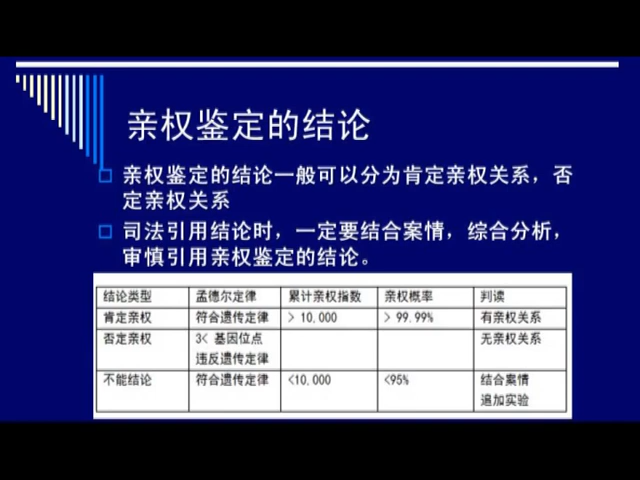 亲权鉴定的结论
亲权鉴定的结论一般可以分为肯定亲权关系，否
定亲权关系
司法引用结论时，一定要结合案情，综合分析，
审慎引用亲权鉴定的结论。
结论类型 孟德尔定律 累计亲权指数 亲权概率 判读
肯定亲权 符合遗传定律 > 10,000 > 99.99% 有亲权关系
否定亲权 3< 基因位点 无亲权关系
违反遗传定律
不能结论 符合遗传定律 <10,000 <95% 结合案情
追加实验